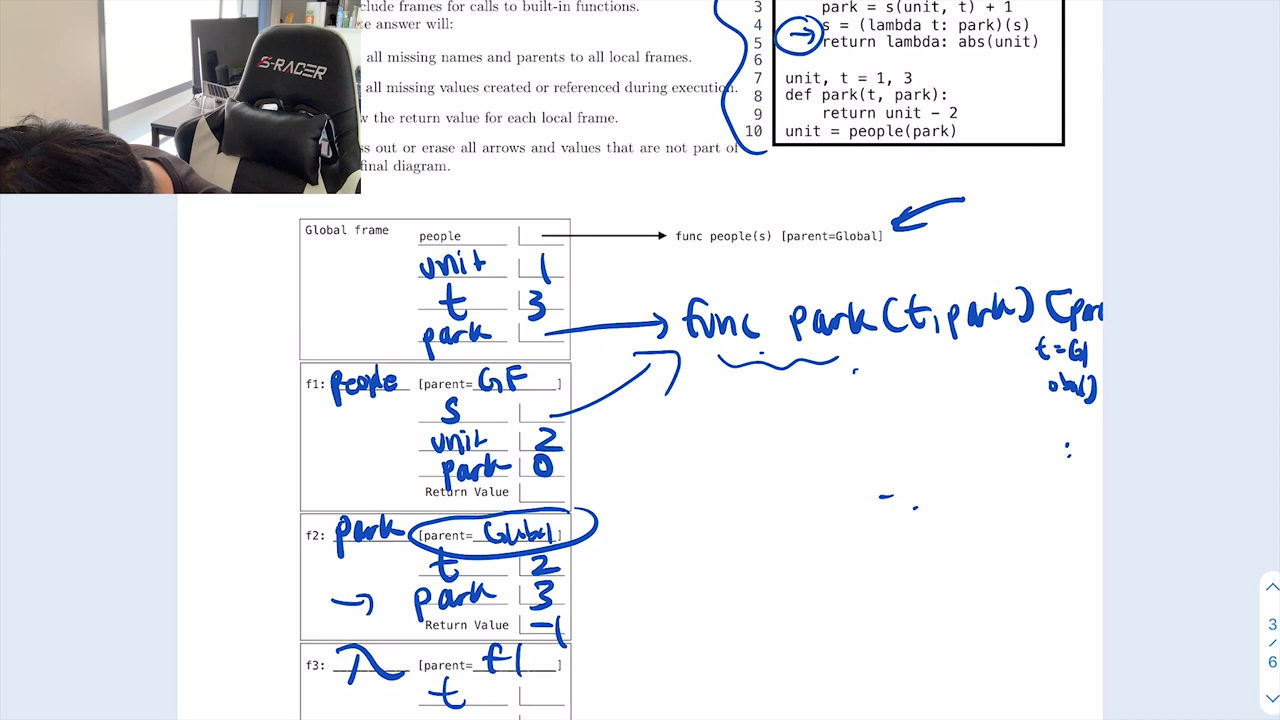 clude frames for calls to built-in functions.
answer will:
all missing names and parents to all local frames.
all missing values created or referenced during execution.
the return value for each local frame.
out or erase all arrows and values that are not part of
final diagram.
3 park = s(unit, t) + 1
4 s = (lambda t: park)(s)
5 return lambda: abs(unit)
6
7 unit, t = 1, 3
8 def park(t, park):
9 return unit - 2
10 unit = people(park)
S-RACER
Global frame
people func people(s) [parent=Global]
unit 1
t 3
park func park(t, park) [par
t=Gl
f1: people [parent= GF ]
s
unit 2
park 0
Return Value
f2: park [parent= Global ]
t 2
park 3
Return Value -1
f3: λ [parent= f1 ]
t
3
/
6